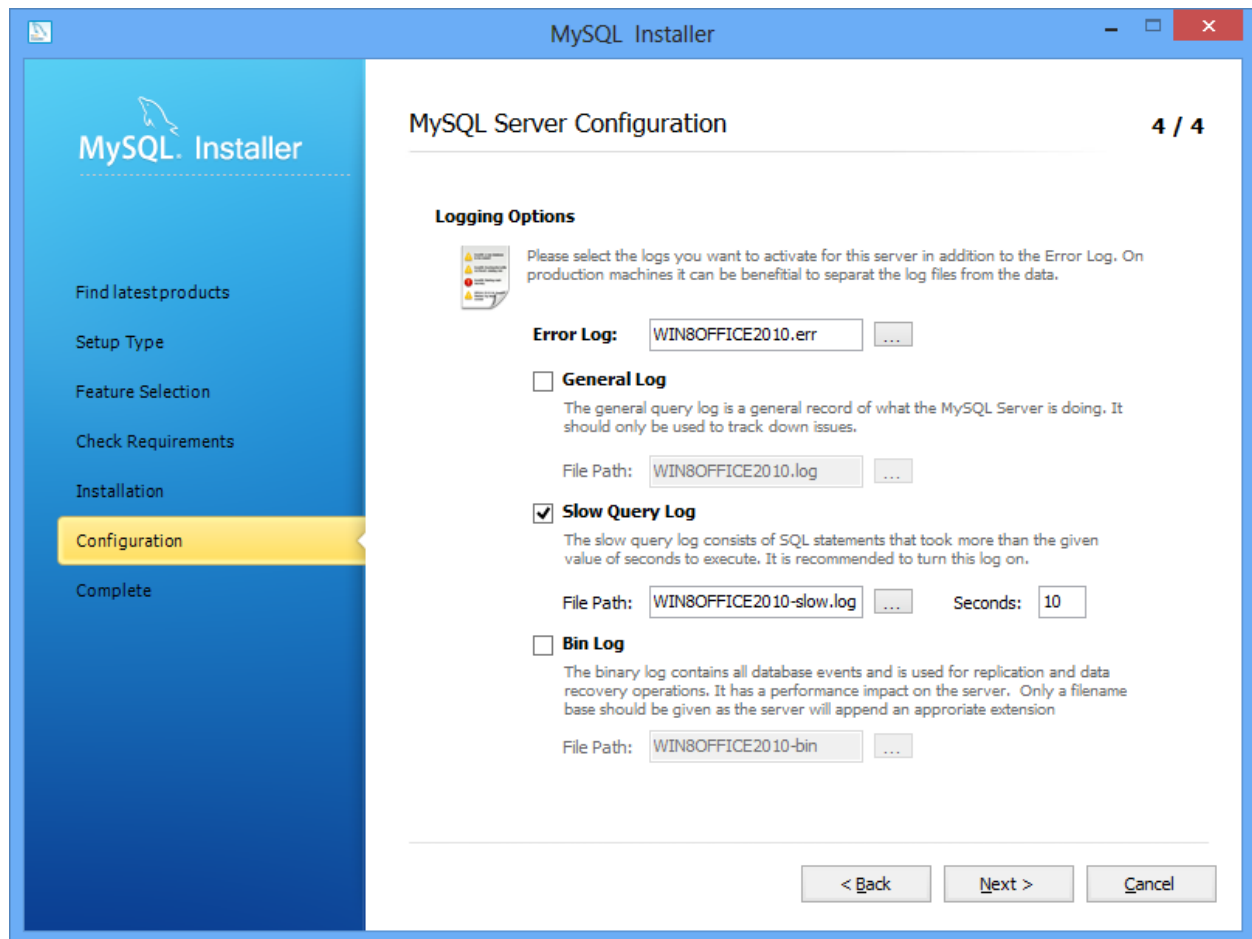 MySQL Installer
MySQL. Installer
MySQL Server Configuration
4 / 4
Logging Options
Please select the logs you want to activate for this server in addition to the Error Log. On
production machines it can be benefitial to separat the log files from the data.
Error Log: WIN8OFFICE2010.err ...
General Log
The general query log is a general record of what the MySQL Server is doing. It
should only be used to track down issues.
File Path: WIN8OFFICE2010.log ...
Slow Query Log
The slow query log consists of SQL statements that took more than the given
value of seconds to execute. It is recommended to turn this log on.
File Path: WIN8OFFICE2010-slow.log ... Seconds: 10
Bin Log
The binary log contains all database events and is used for replication and data
recovery operations. It has a performance impact on the server. Only a filename
base should be given as the server will append an approriate extension
File Path: WIN8OFFICE2010-bin ...
Find latest products
Setup Type
Feature Selection
Check Requirements
Installation
Configuration
Complete
< Back
Next >
Cancel